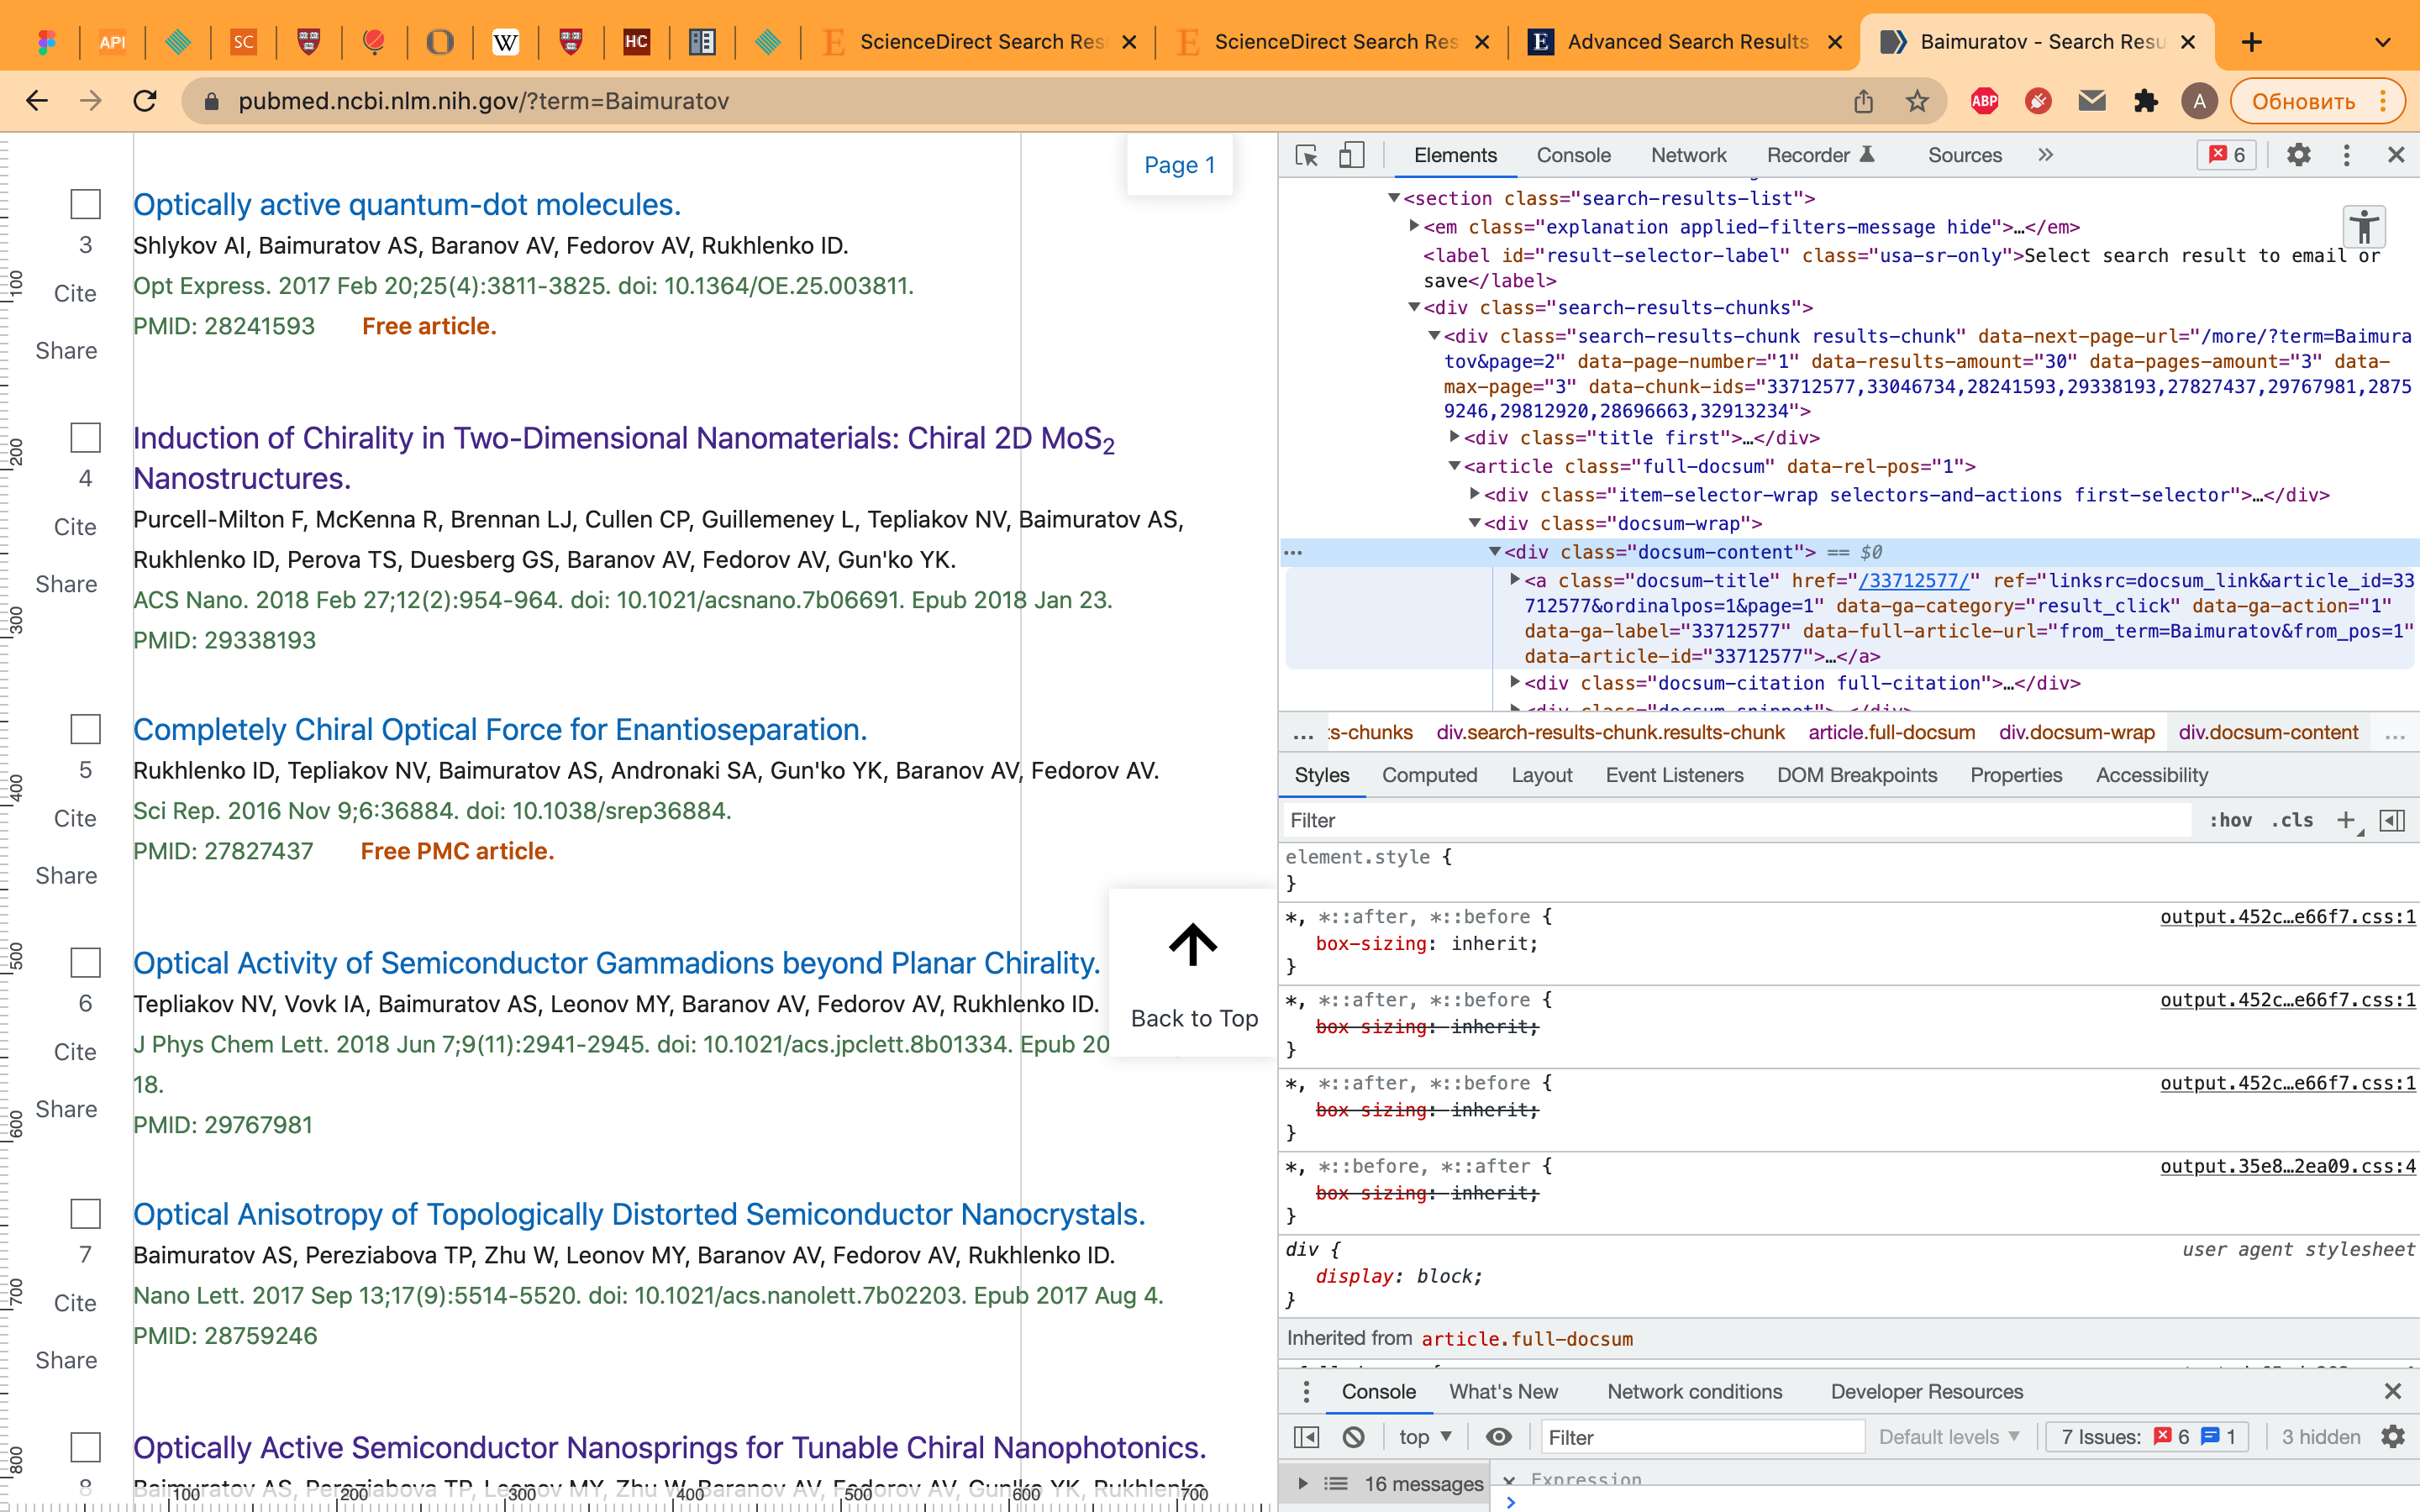 API
SC
W
HC
E ScienceDirect Search Res
E ScienceDirect Search Res
E Advanced Search Results
Baimuratov - Search Resu
pubmed.ncbi.nlm.nih.gov/?term=Baimuratov
ABP
A
Обновить
Page 1
Optically active quantum-dot molecules.
3
Shlykov AI, Baimuratov AS, Baranov AV, Fedorov AV, Rukhlenko ID.
Cite
Opt Express. 2017 Feb 20;25(4):3811-3825. doi: 10.1364/OE.25.003811.
PMID: 28241593 Free article.
Share
Induction of Chirality in Two-Dimensional Nanomaterials: Chiral 2D MoS2
Nanostructures.
4
Purcell-Milton F, McKenna R, Brennan LJ, Cullen CP, Guillemeney L, Tepliakov NV, Baimuratov AS,
Cite
Rukhlenko ID, Perova TS, Duesberg GS, Baranov AV, Fedorov AV, Gun'ko YK.
Share
ACS Nano. 2018 Feb 27;12(2):954-964. doi: 10.1021/acsnano.7b06691. Epub 2018 Jan 23.
PMID: 29338193
Completely Chiral Optical Force for Enantioseparation.
5
Rukhlenko ID, Tepliakov NV, Baimuratov AS, Andronaki SA, Gun'ko YK, Baranov AV, Fedorov AV.
Cite
Sci Rep. 2016 Nov 9;6:36884. doi: 10.1038/srep36884.
PMID: 27827437 Free PMC article.
Share
Optical Activity of Semiconductor Gammadions beyond Planar Chirality.
6
Tepliakov NV, Vovk IA, Baimuratov AS, Leonov MY, Baranov AV, Fedorov AV, Rukhlenko ID.
Cite
J Phys Chem Lett. 2018 Jun 7;9(11):2941-2945. doi: 10.1021/acs.jpclett.8b01334. Epub 20
18.
Share
PMID: 29767981
Back to Top
Optical Anisotropy of Topologically Distorted Semiconductor Nanocrystals.
7
Baimuratov AS, Pereziabova TP, Zhu W, Leonov MY, Baranov AV, Fedorov AV, Rukhlenko ID.
Cite
Nano Lett. 2017 Sep 13;17(9):5514-5520. doi: 10.1021/acs.nanolett.7b02203. Epub 2017 Aug 4.
PMID: 28759246
Share
Optically Active Semiconductor Nanosprings for Tunable Chiral Nanophotonics.
8
Baimuratov AS, Pereziabova TP, Leonov MY, Zhu W, Baranov AV, Fedorov AV, Gun'ko YK, Rukhlenko
100
200
300
400
500
600
700
800
100 200 300 400 500 600 700
Elements Console Network Recorder Sources » 6
<section class="search-results-list">
<em class="explanation applied-filters-message hide">…</em>
<label id="result-selector-label" class="usa-sr-only">Select search result to email or
save</label>
<div class="search-results-chunks">
<div class="search-results-chunk results-chunk" data-next-page-url="/more/?term=Baimura
tov&page=2" data-page-number="1" data-results-amount="30" data-pages-amount="3" data-
max-page="3" data-chunk-ids="33712577,33046734,28241593,29338193,27827437,29767981,2875
9246,29812920,28696663,32913234">
<div class="title first">…</div>
<article class="full-docsum" data-rel-pos="1">
<div class="item-selector-wrap selectors-and-actions first-selector">…</div>
<div class="docsum-wrap">
… <div class="docsum-content"> == $0
<a class="docsum-title" href="/33712577/" ref="linksrc=docsum_link&article_id=33
712577&ordinalpos=1&page=1" data-ga-category="result_click" data-ga-action="1"
data-ga-label="33712577" data-full-article-url="from_term=Baimuratov&from_pos=1"
data-article-id="33712577">…</a>
<div class="docsum-citation full-citation">…</div>
<div class="docsum-snippet">…</div>
… ts-chunks div.search-results-chunk.results-chunk article.full-docsum div.docsum-wrap div.docsum-content …
Styles Computed Layout Event Listeners DOM Breakpoints Properties Accessibility
Filter :hov .cls +
element.style {
}
*, *::after, *::before { output.452c…e66f7.css:1
box-sizing: inherit;
}
*, *::after, *::before { output.452c…e66f7.css:1
box-sizing: inherit;
}
*, *::after, *::before { output.452c…e66f7.css:1
box-sizing: inherit;
}
*, *::before, *::after { output.35e8…2ea09.css:4
box-sizing: inherit;
}
div { user agent stylesheet
display: block;
}
Inherited from article.full-docsum
Console What's New Network conditions Developer Resources
top Filter Default levels 7 Issues: 6 1 3 hidden
16 messages Expression